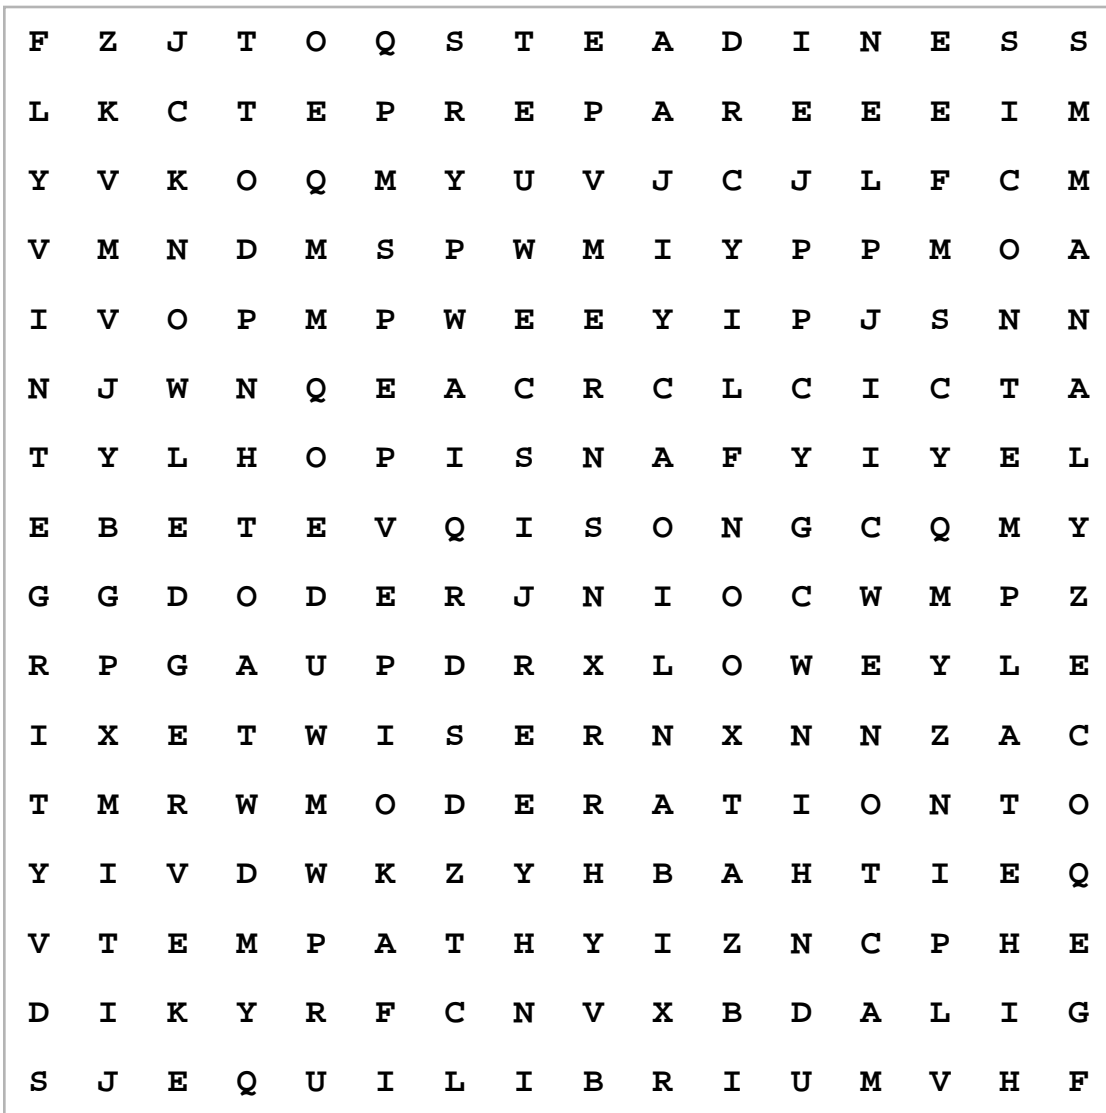 F Z J T O Q S T E A D I N E S S
L K C T E P R E P A R E E E I M
Y V K O Q M Y U V J C J L F C M
V M N D M S P W M I Y P P M O A
I V O P M P W E E Y I P J S N N
N J W N Q E A C R C L C I C T A
T Y L H O P I S N A F Y I Y E L
E B E T E V Q I S O N G C Q M Y
G G D O D E R J N I O C W M P Z
R P G A U P D R X L O W E Y L E
I X E T W I S E R N X N N Z A C
T M R W M O D E R A T I O N T O
Y I V D W K Z Y H B A H T I E Q
V T E M P A T H Y I Z N C P H E
D I K Y R F C N V X B D A L I G
S J E Q U I L I B R I U M V H F